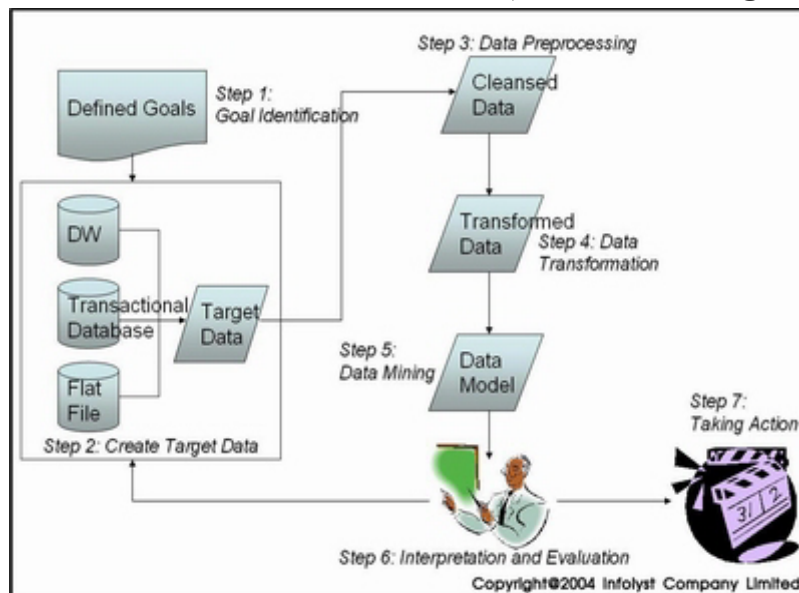 Defined Goals
Step 1:
Goal Identification
DW
Transactional
Database
Flat
File
Target
Data
Step 2: Create Target Data
Step 3: Data Preprocessing
Cleansed
Data
Transformed
Data
Step 4: Data
Transformation
Step 5:
Data Mining
Data
Model
Step 6: Interpretation and Evaluation
Step 7:
Taking Action
31
2
Copyright@2004 Infolyst Company Limited